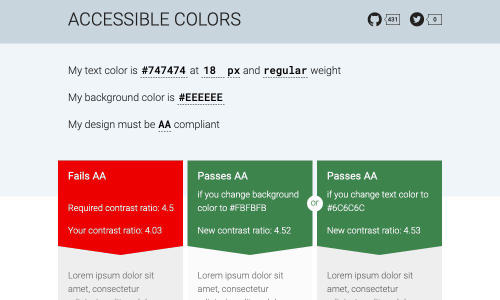 ACCESSIBLE COLORS
431
0
My text color is #747474 at 18 px and regular weight
My background color is #EEEEEE
My design must be AA compliant
Fails AA
Required contrast ratio: 4.5
Your contrast ratio: 4.03
Lorem ipsum dolor sit
amet, consectetur
Passes AA
if you change background
color to #FBFBFB
New contrast ratio: 4.52
Lorem ipsum dolor sit
amet, consectetur
or
Passes AA
if you change text color to
#6C6C6C
New contrast ratio: 4.53
Lorem ipsum dolor sit
amet, consectetur